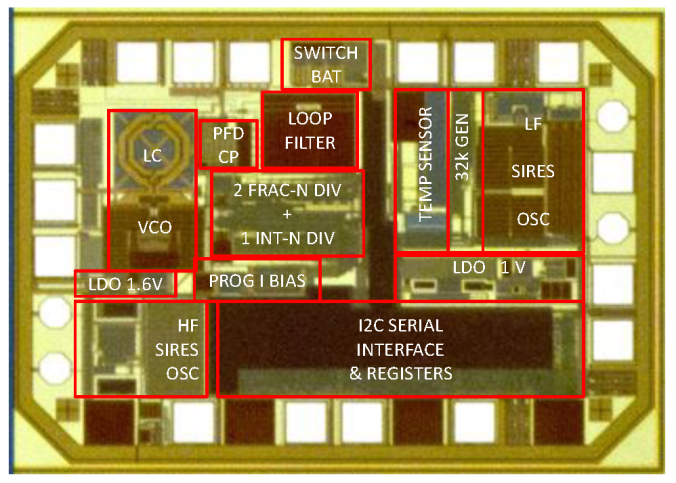 SWITCH
BAT
LOOP
FILTER
PFD
CP
LC
VCO
2 FRAC-N DIV
+
1 INT-N DIV
TEMP SENSOR
32k GEN
LF
SIRES
OSC
LDO 1.6V
PROG I BIAS
LDO 1 V
HF
SIRES
OSC
I2C SERIAL
INTERFACE
& REGISTERS